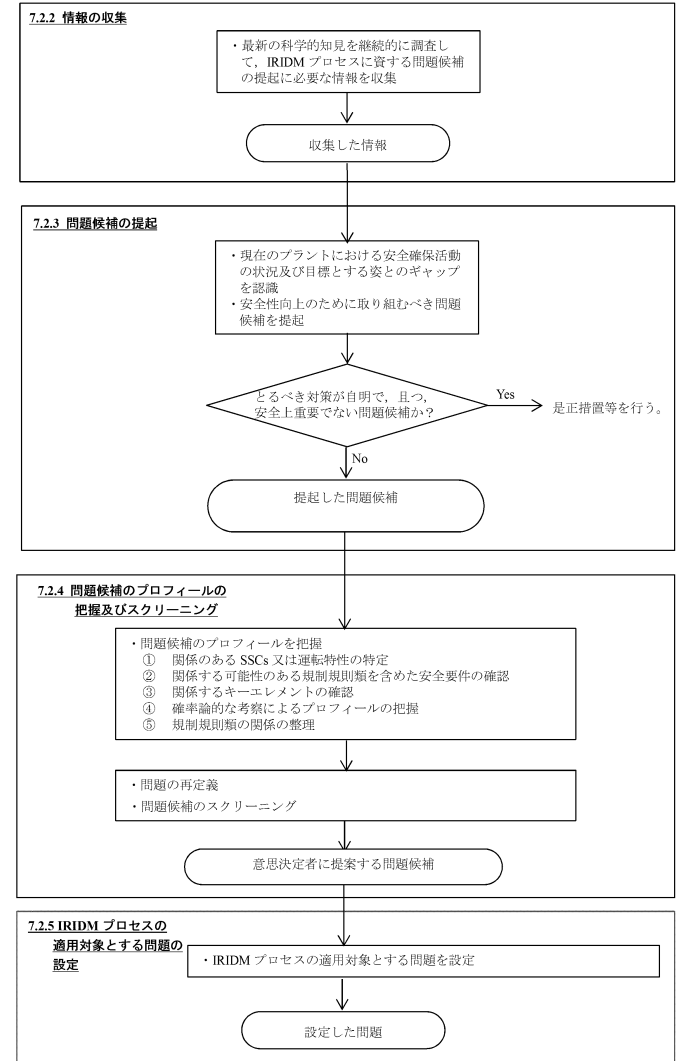 7.2.2 情報の収集
・最新の科学的知見を継続的に調査し
て，IRIDM プロセスに資する問題候補
の提起に必要な情報を収集
収集した情報
7.2.3 問題候補の提起
・現在のプラントにおける安全確保活動
の状況及び目標とする姿とのギャップ
を認識
・安全性向上のために取り組むべき問題
候補を提起
とるべき対策が自明で，且つ，
安全上重要でない問題候補か？
Yes
是正措置等を行う。
No
提起した問題候補
7.2.4 問題候補のプロフィールの
把握及びスクリーニング
・問題候補のプロフィールを把握
① 関係のある SSCs 又は運転特性の特定
② 関係する可能性のある規制規則類を含めた安全要件の確認
③ 関係するキーエレメントの確認
④ 確率論的な考察によるプロフィールの把握
⑤ 規制規則類の関係の整理
・問題の再定義
・問題候補のスクリーニング
意思決定者に提案する問題候補
7.2.5 IRIDM プロセスの
適用対象とする問題の
設定
・IRIDM プロセスの適用対象とする問題を設定
設定した問題